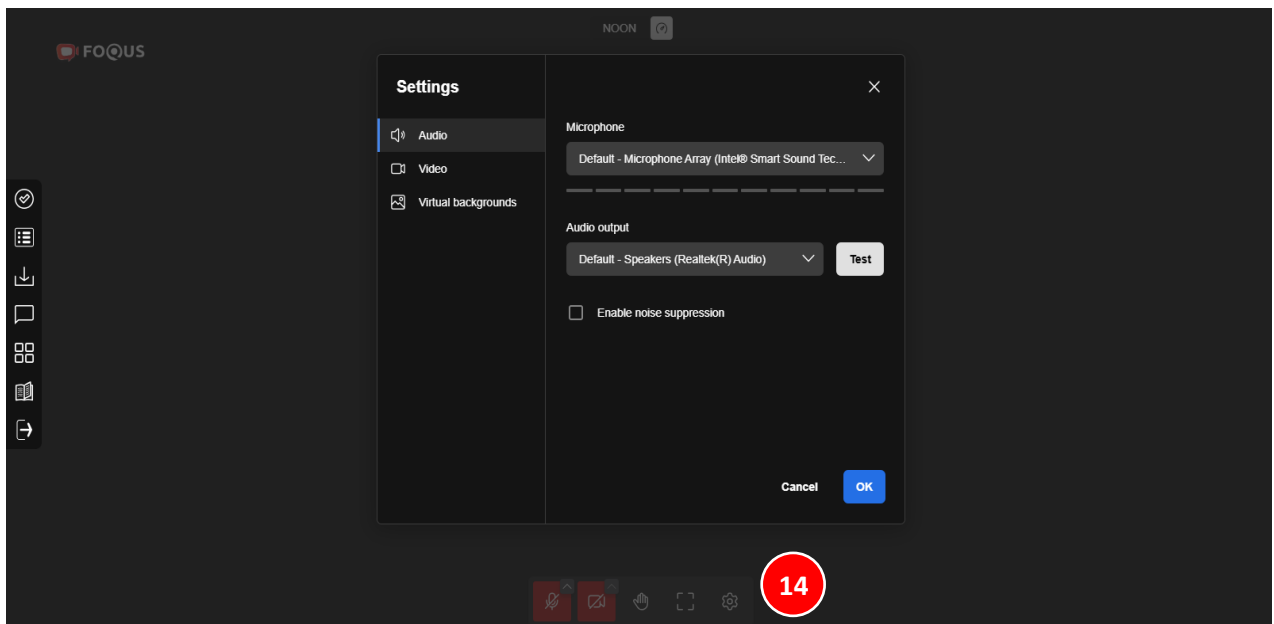 NOON
FOQUS
Settings
Audio
Video
Virtual backgrounds
Microphone
Default - Microphone Array (Intel® Smart Sound Tec...
Audio output
Default - Speakers (Realtek(R) Audio)
Test
Enable noise suppression
Cancel
OK
14